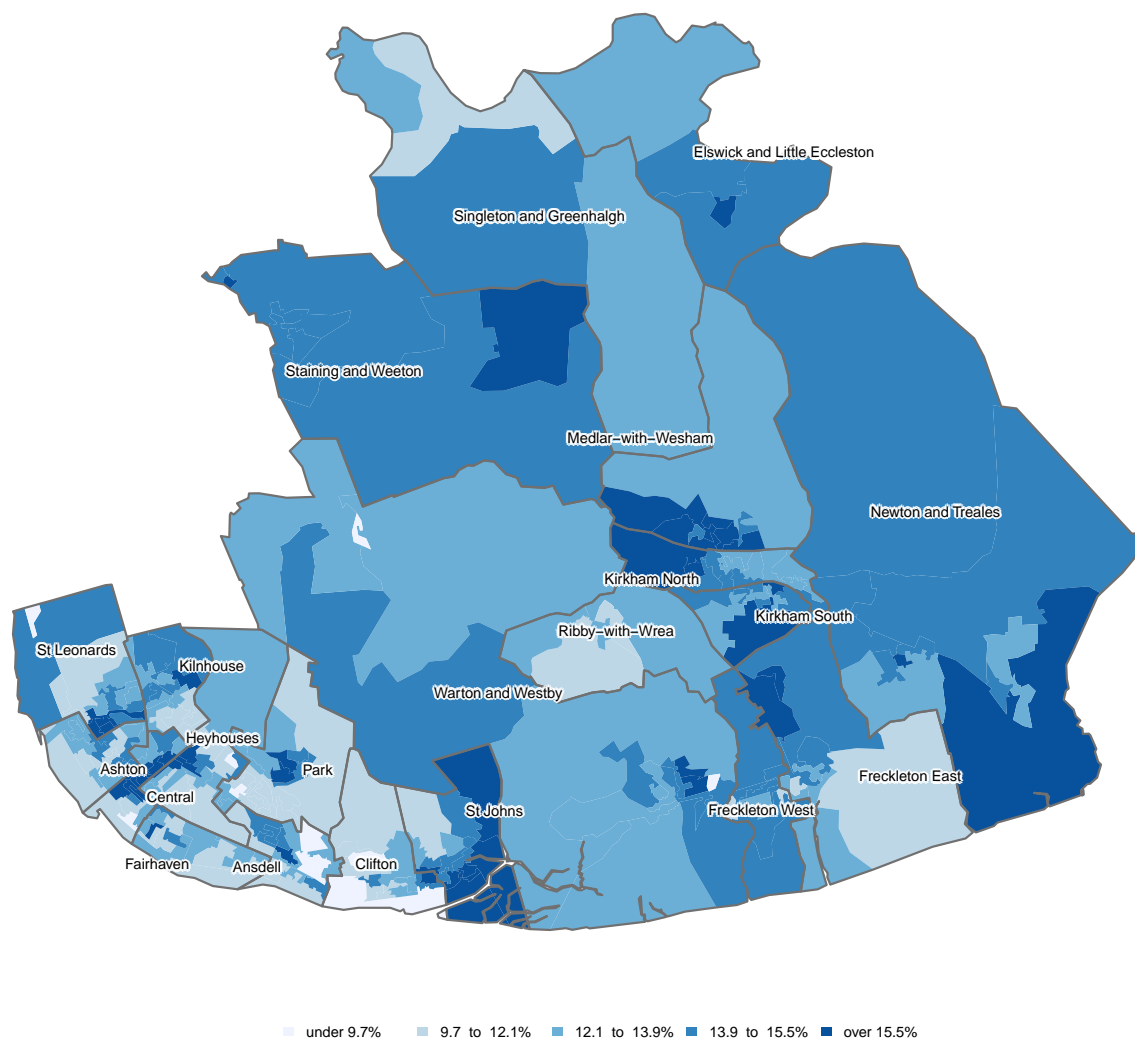 Elswick and Little Eccleston
Singleton and Greenhalgh
Staining and Weeton
Medlar−with−Wesham
Newton and Treales
Kirkham North
Kirkham South
Ribby−with−Wrea
St Leonards
Kilnhouse
Warton and Westby
Heyhouses
Ashton
Park
Freckleton East
Central
St Johns
Freckleton West
Fairhaven
Ansdell
Clifton
under 9.7%
9.7 to 12.1%
12.1 to 13.9%
13.9 to 15.5%
over 15.5%